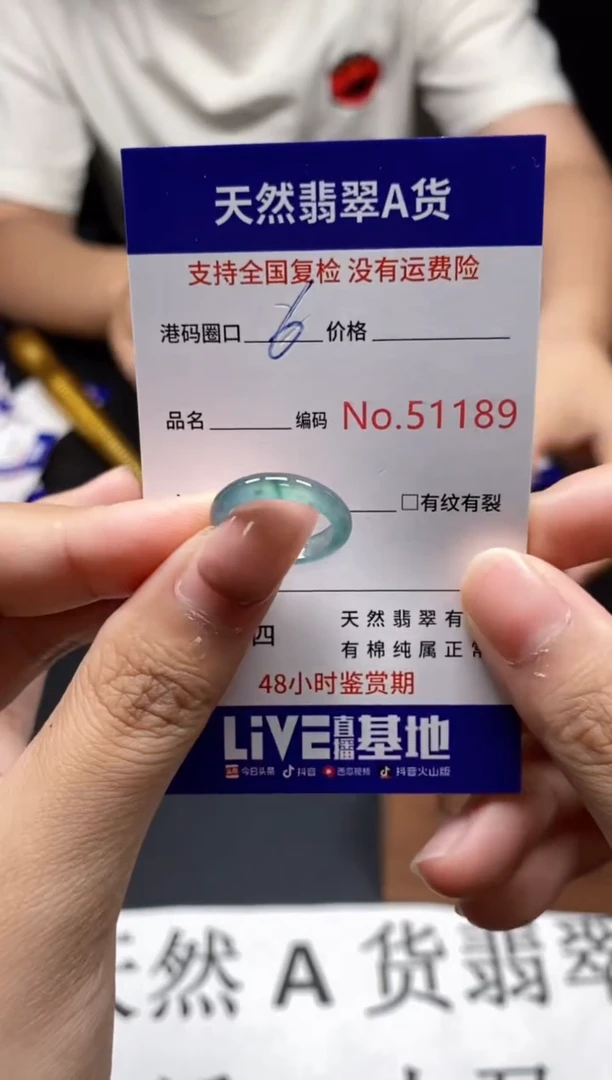 天然翡翠A货
支持全国复检 没有运费险
港码圈口 6 价格
品名 编码 No.51189
□有纹有裂
四 天然翡翠有
有棉纯属正常
48小时鉴赏期
LiVE直播基地
今日头条 抖音 西瓜视频 抖音火山版
天然A货翡翠